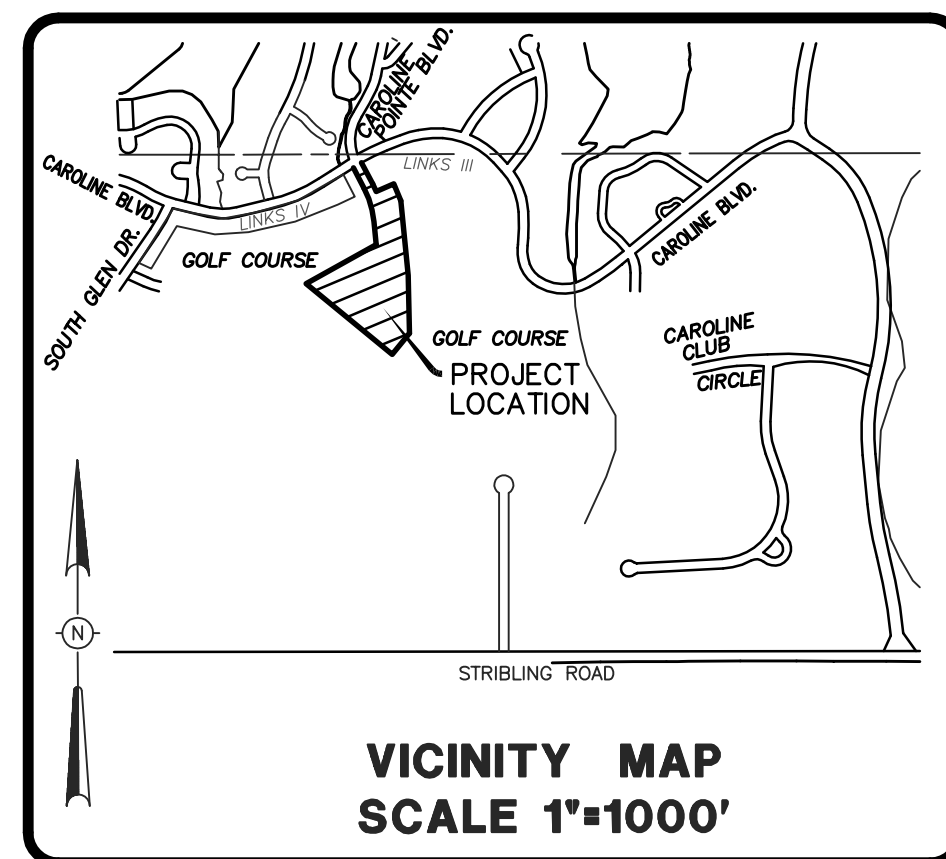 CAROLINE
POINTE BLVD.
LINKS III
CAROLINE BLVD.
LINKS IV
SOUTH GLEN DR.
GOLF COURSE
CAROLINE BLVD.
GOLF COURSE
CAROLINE
CLUB
CIRCLE
PROJECT
LOCATION
N
STRIBLING ROAD
VICINITY MAP
SCALE 1"=1000'